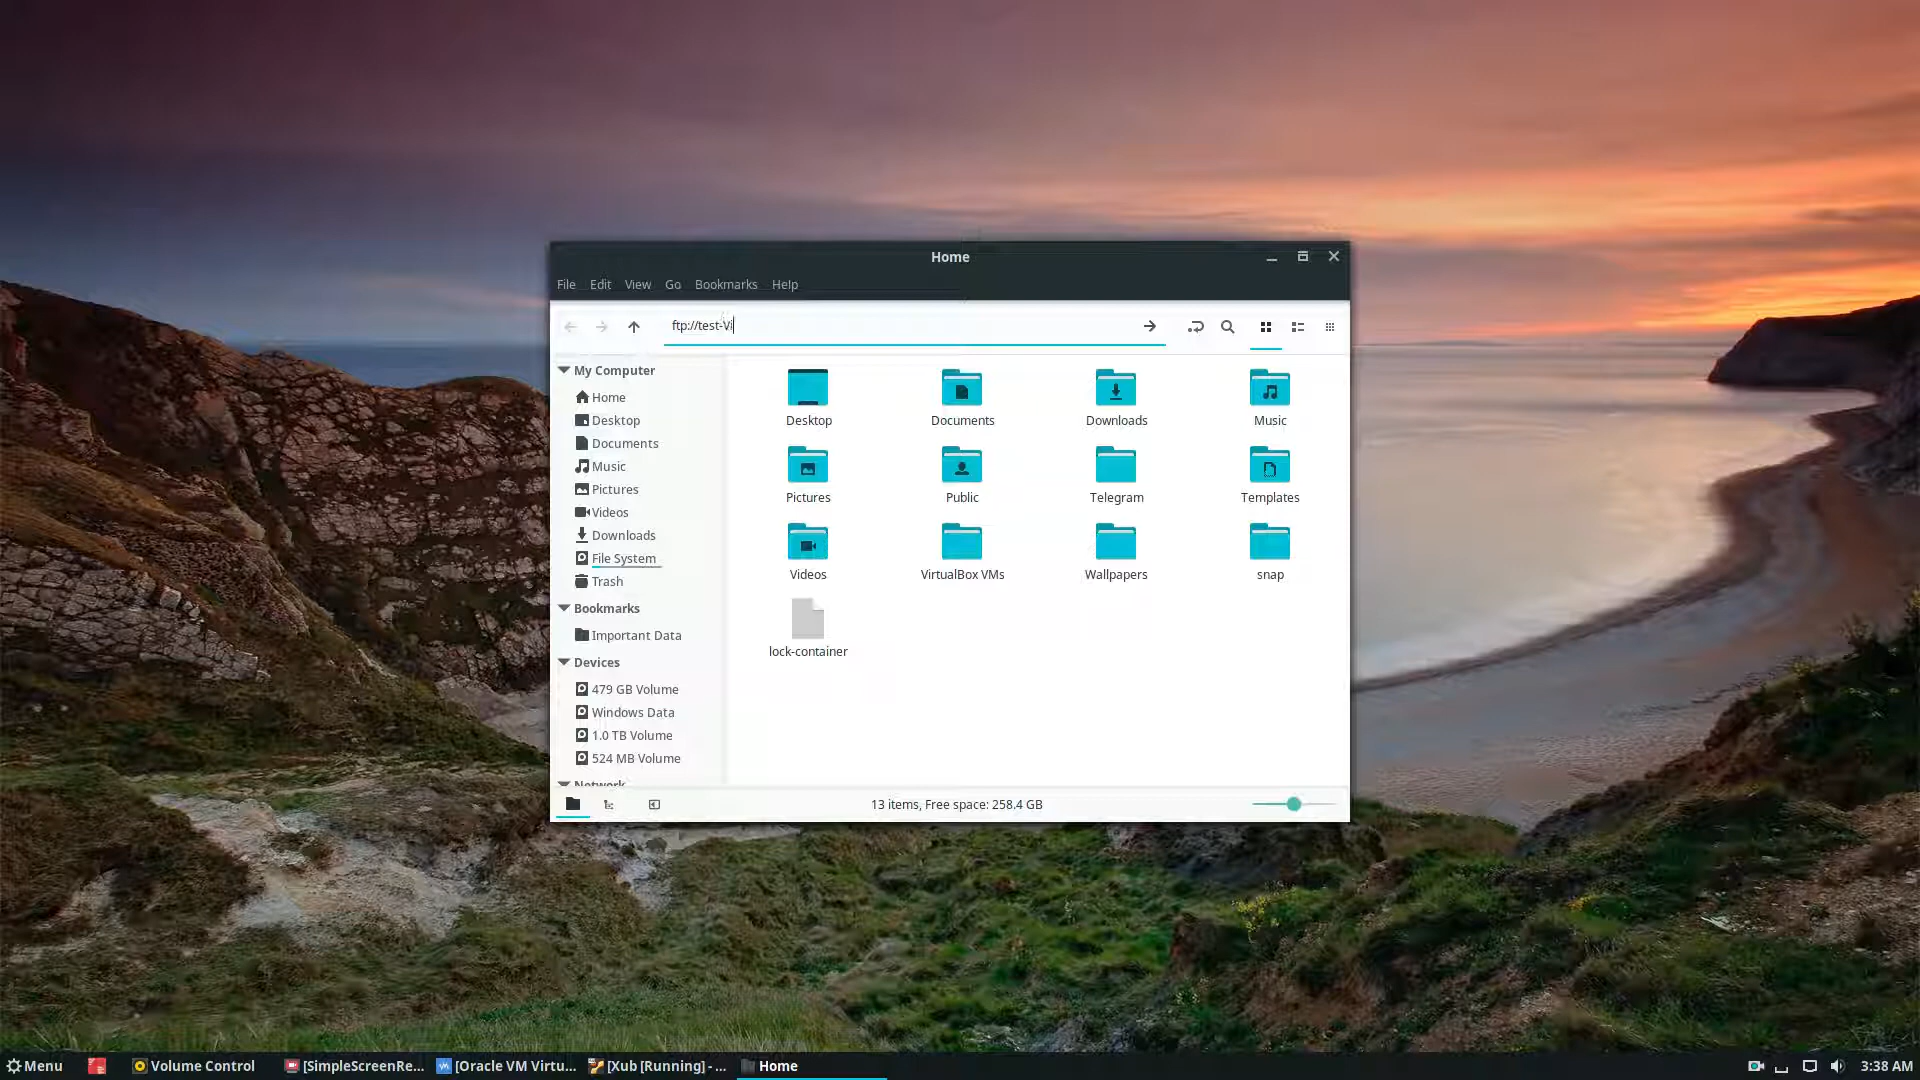 Home
File Edit View Go Bookmarks Help
ftp://test-Vi
My Computer
Home
Desktop
Documents
Music
Pictures
Videos
Downloads
File System
Trash
Bookmarks
Important Data
Devices
479 GB Volume
Windows Data
1.0 TB Volume
524 MB Volume
Network
Desktop Documents Downloads Music
Pictures Public Telegram Templates
Videos VirtualBox VMs Wallpapers snap
lock-container
13 items, Free space: 258.4 GB
Menu Volume Control [SimpleScreenRe... [Oracle VM Virtu... [Xub [Running] - ... Home 3:38 AM